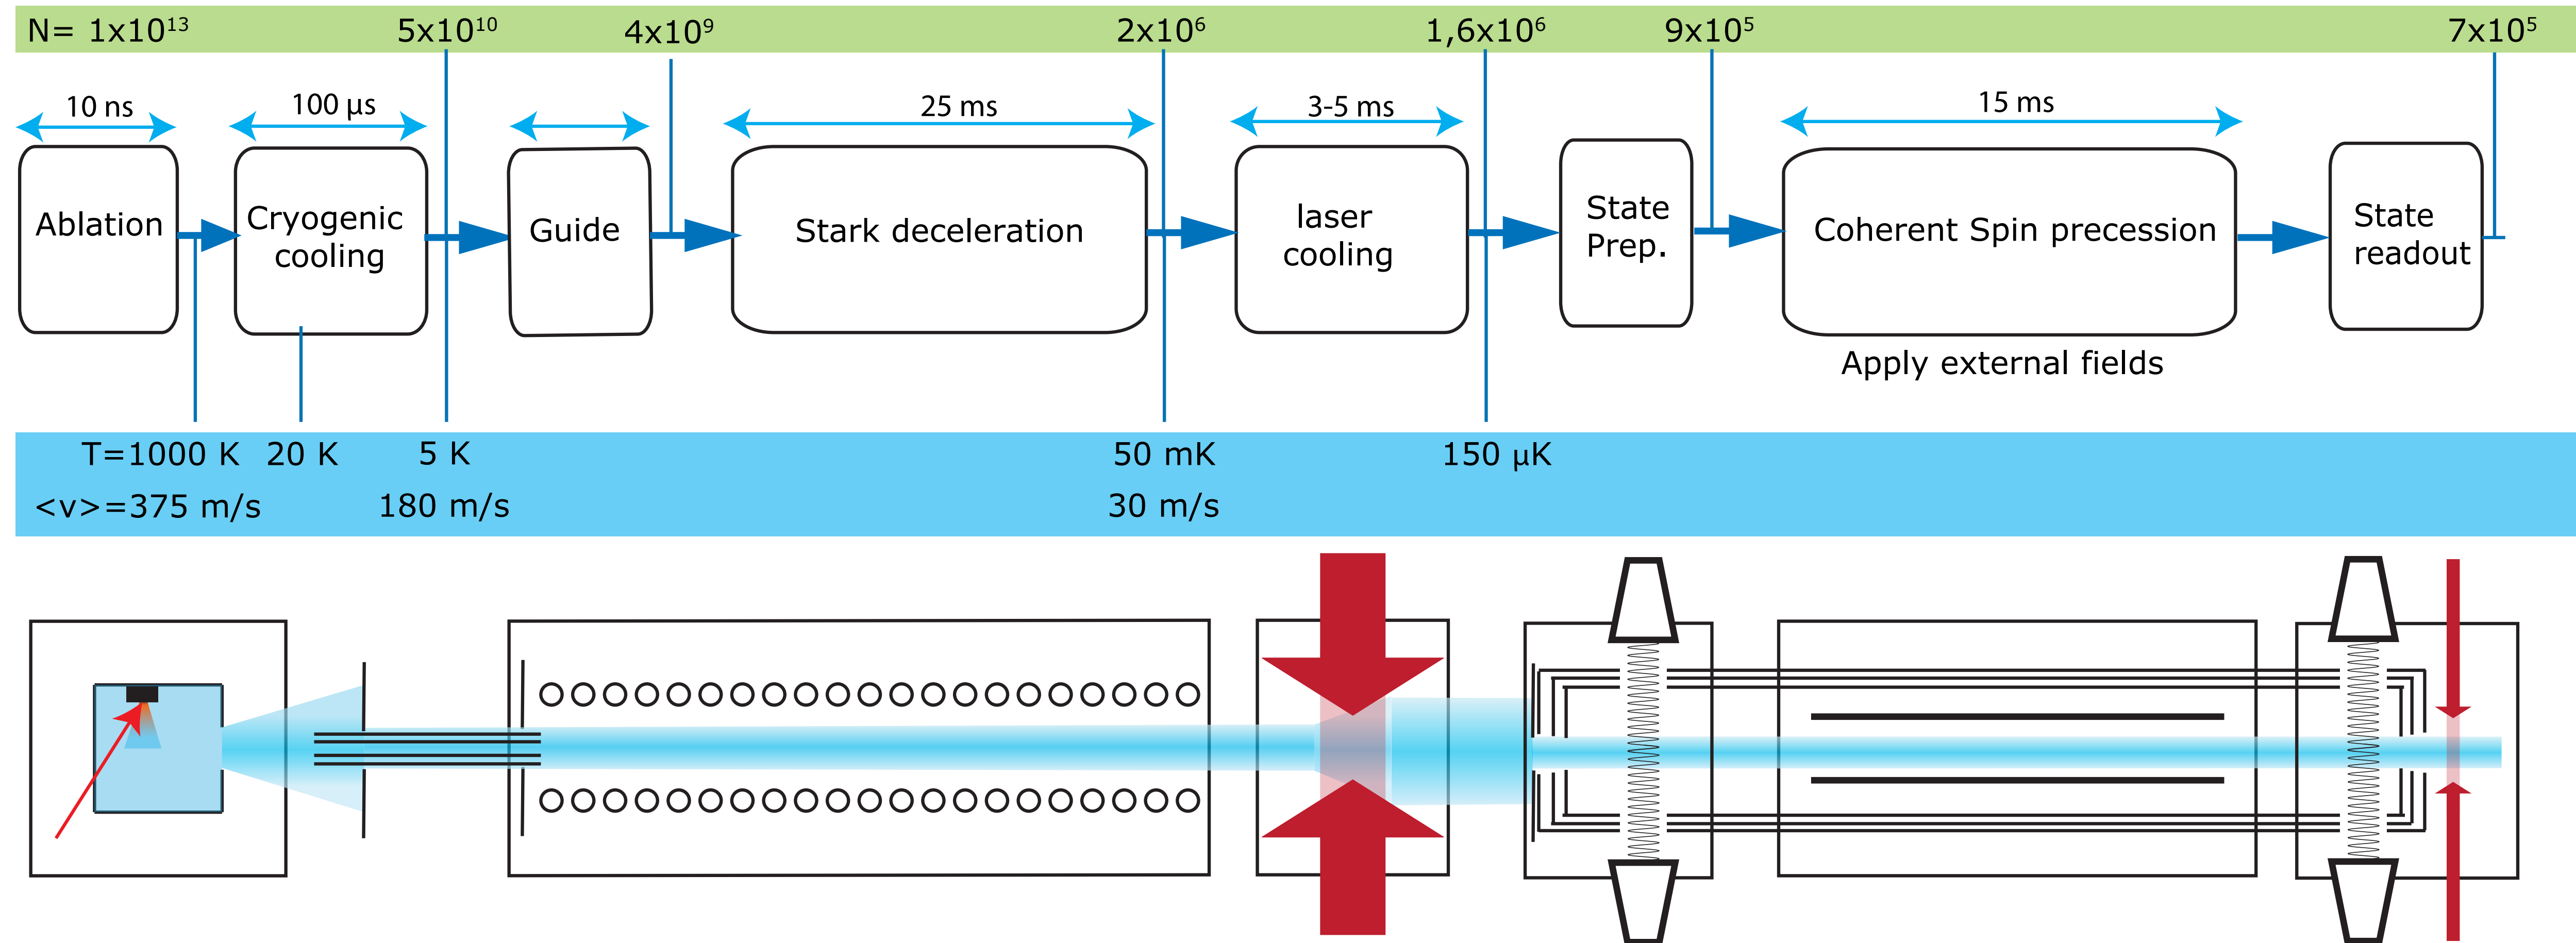 N= 1x10¹³ 5x10¹⁰ 4x10⁹ 2x10⁶ 1,6x10⁶ 9x10⁵ 7x10⁵
10 ns 100 µs 25 ms 3-5 ms 15 ms
Ablation
Cryogenic
cooling
Guide
Stark deceleration
laser
cooling
State
Prep.
Coherent Spin precession
State
readout
Apply external fields
T=1000 K 20 K 5 K 50 mK 150 µK
<v>=375 m/s 180 m/s 30 m/s